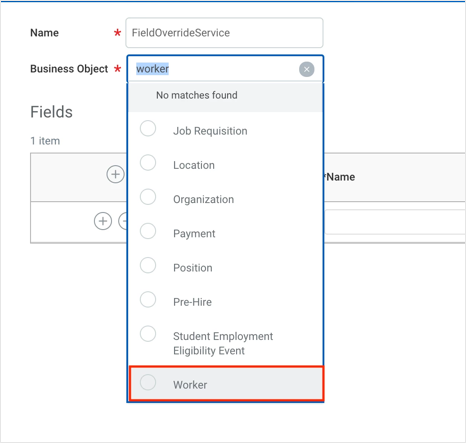 Name * FieldOverrideService
Business Object * worker
No matches found
Fields
1 item
Job Requisition
Location
*Name
Organization
Payment
Position
Pre-Hire
Student Employment
Eligibility Event
Worker